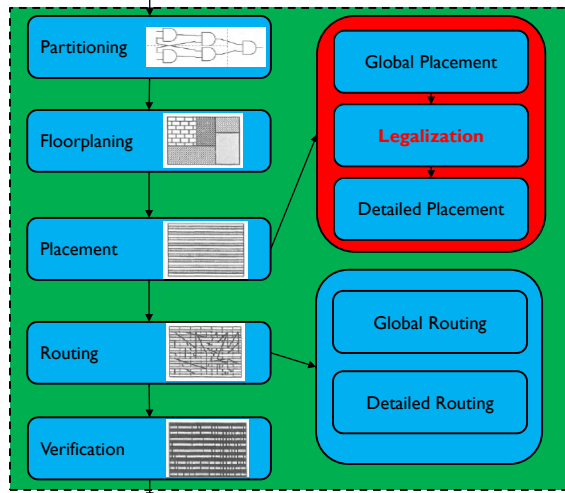 Partitioning
Floorplaning
Placement
Routing
Verification
Global Placement
Legalization
Detailed Placement
Global Routing
Detailed Routing